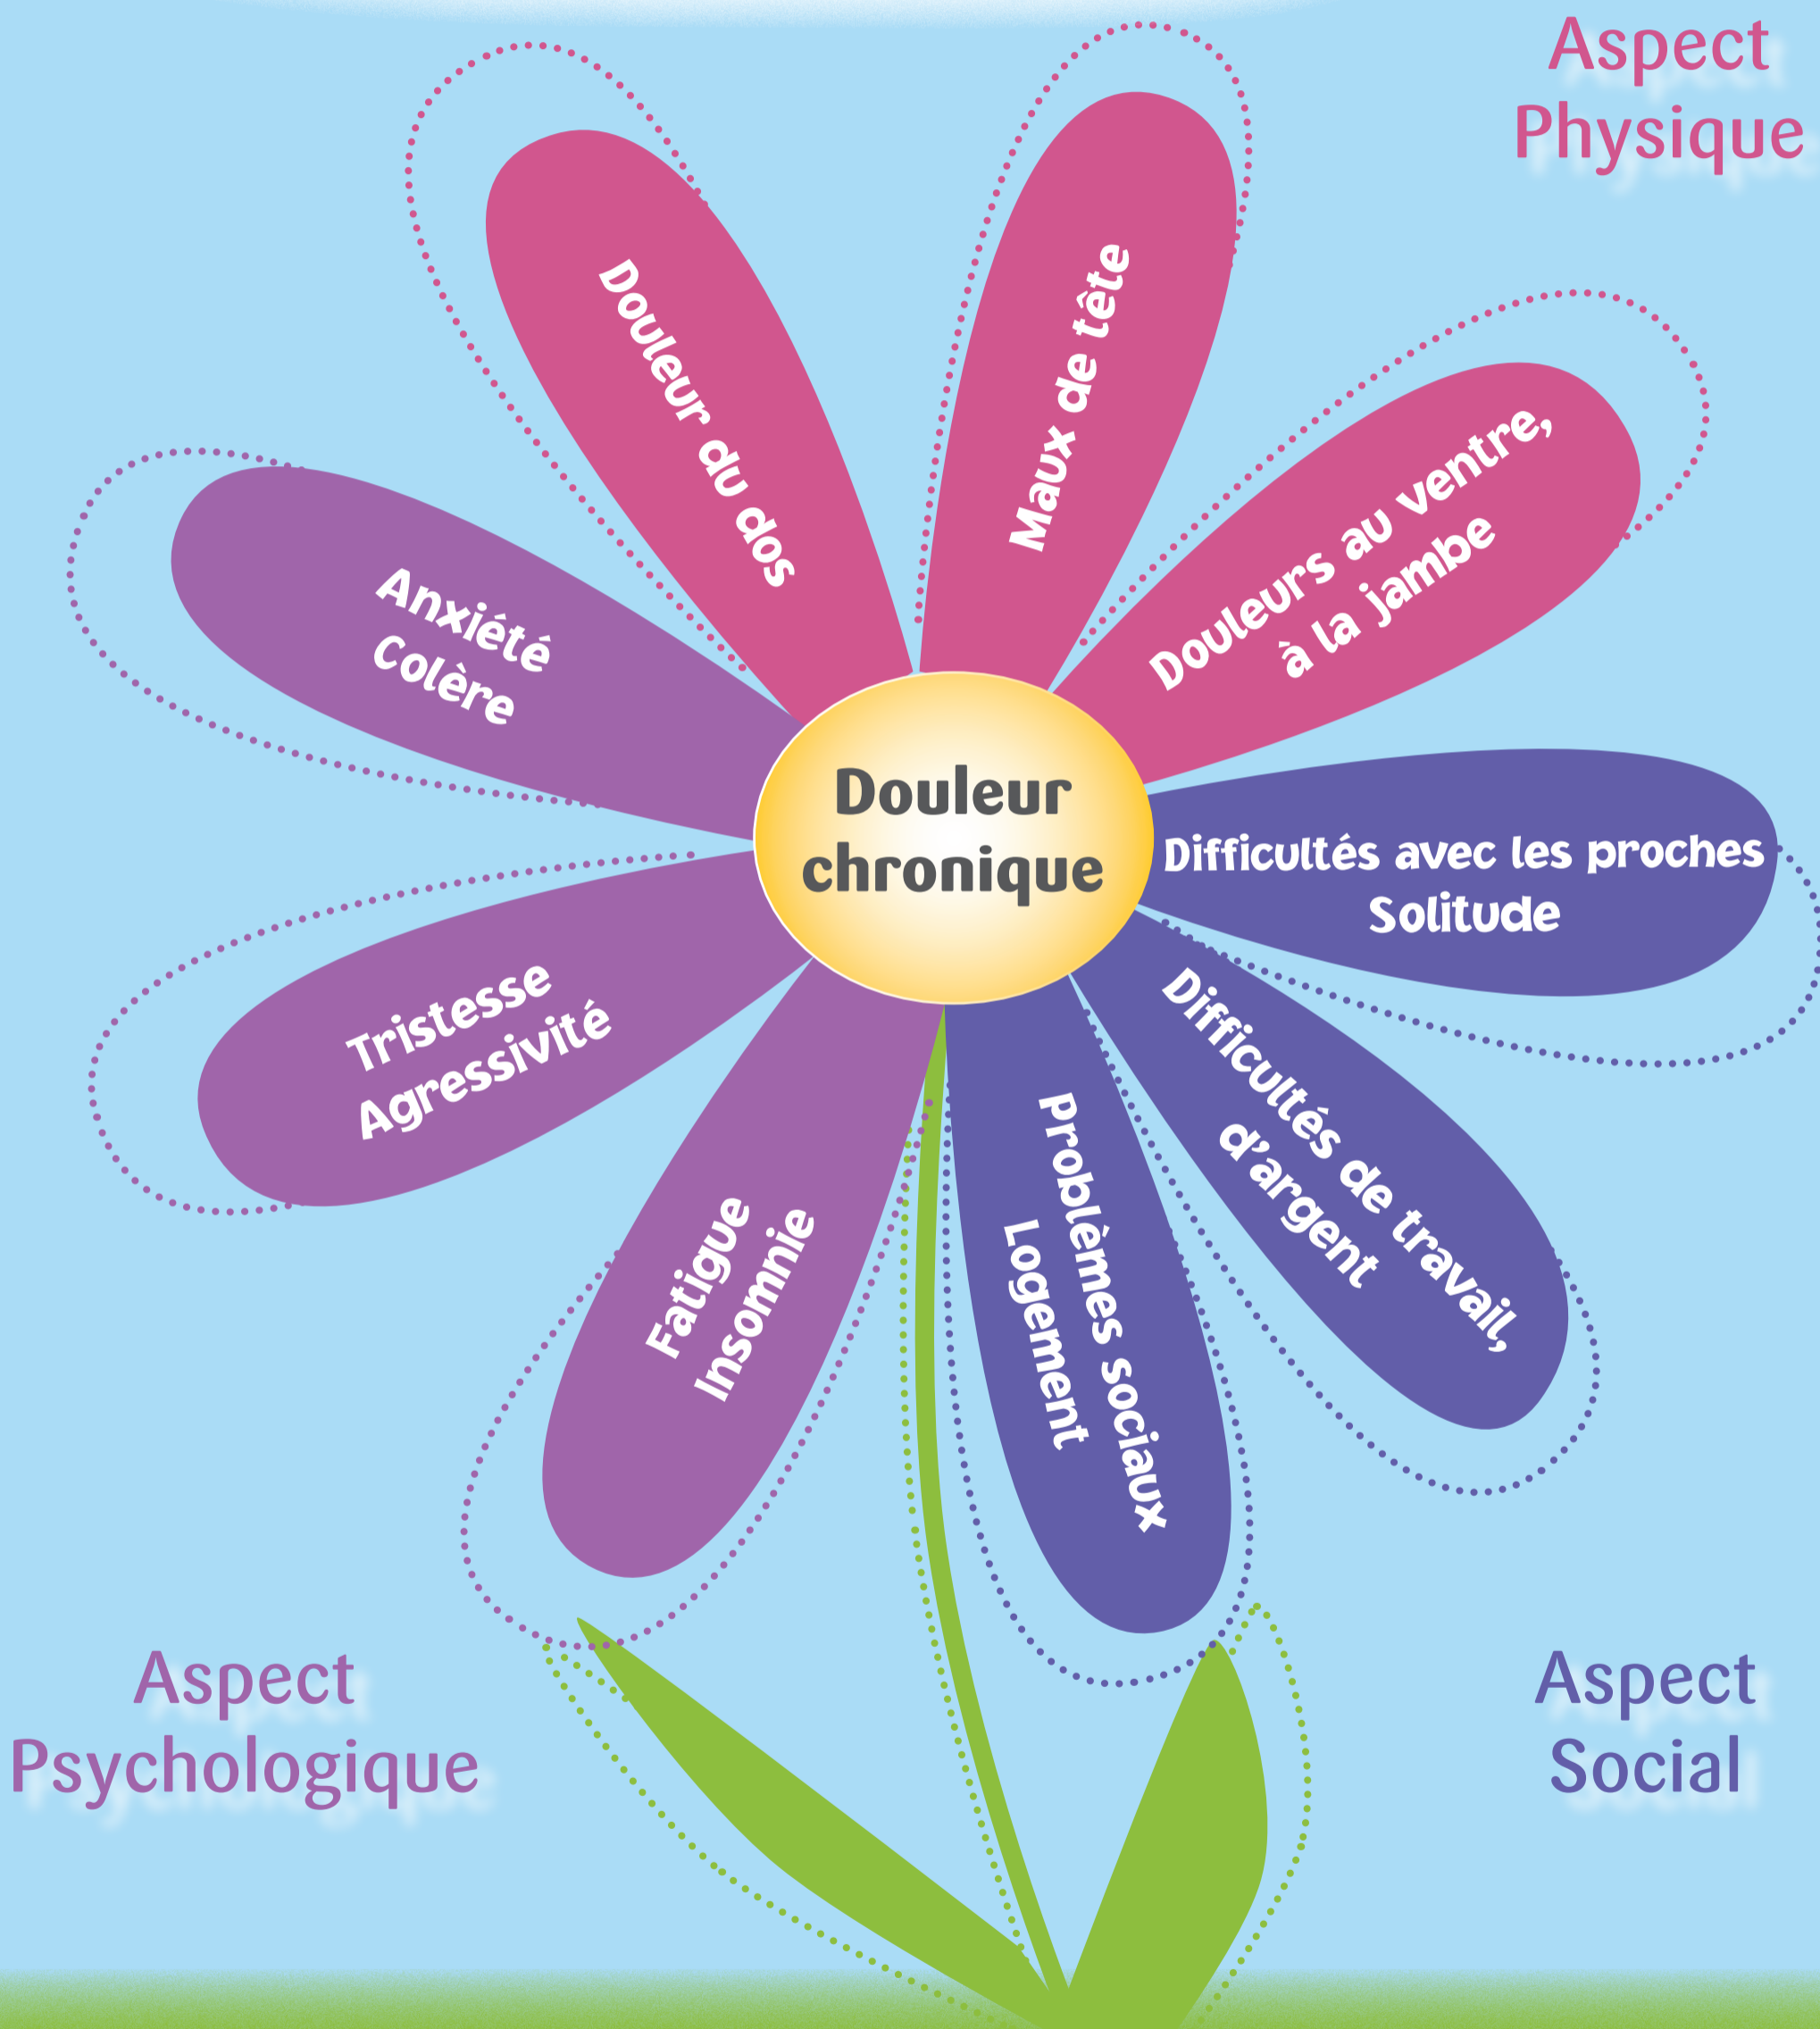 Aspect
Physique
Douleur du dos
Maux de tête
Douleurs au ventre,
à la jambe
Anxiété
Colère
Douleur
chronique
Difficultés avec les proches
Solitude
Tristesse
Agressivité
Difficultés de travail,
d'argent
Problèmes sociaux
Logement
Fatigue
Insomnie
Aspect
Psychologique
Aspect
Social